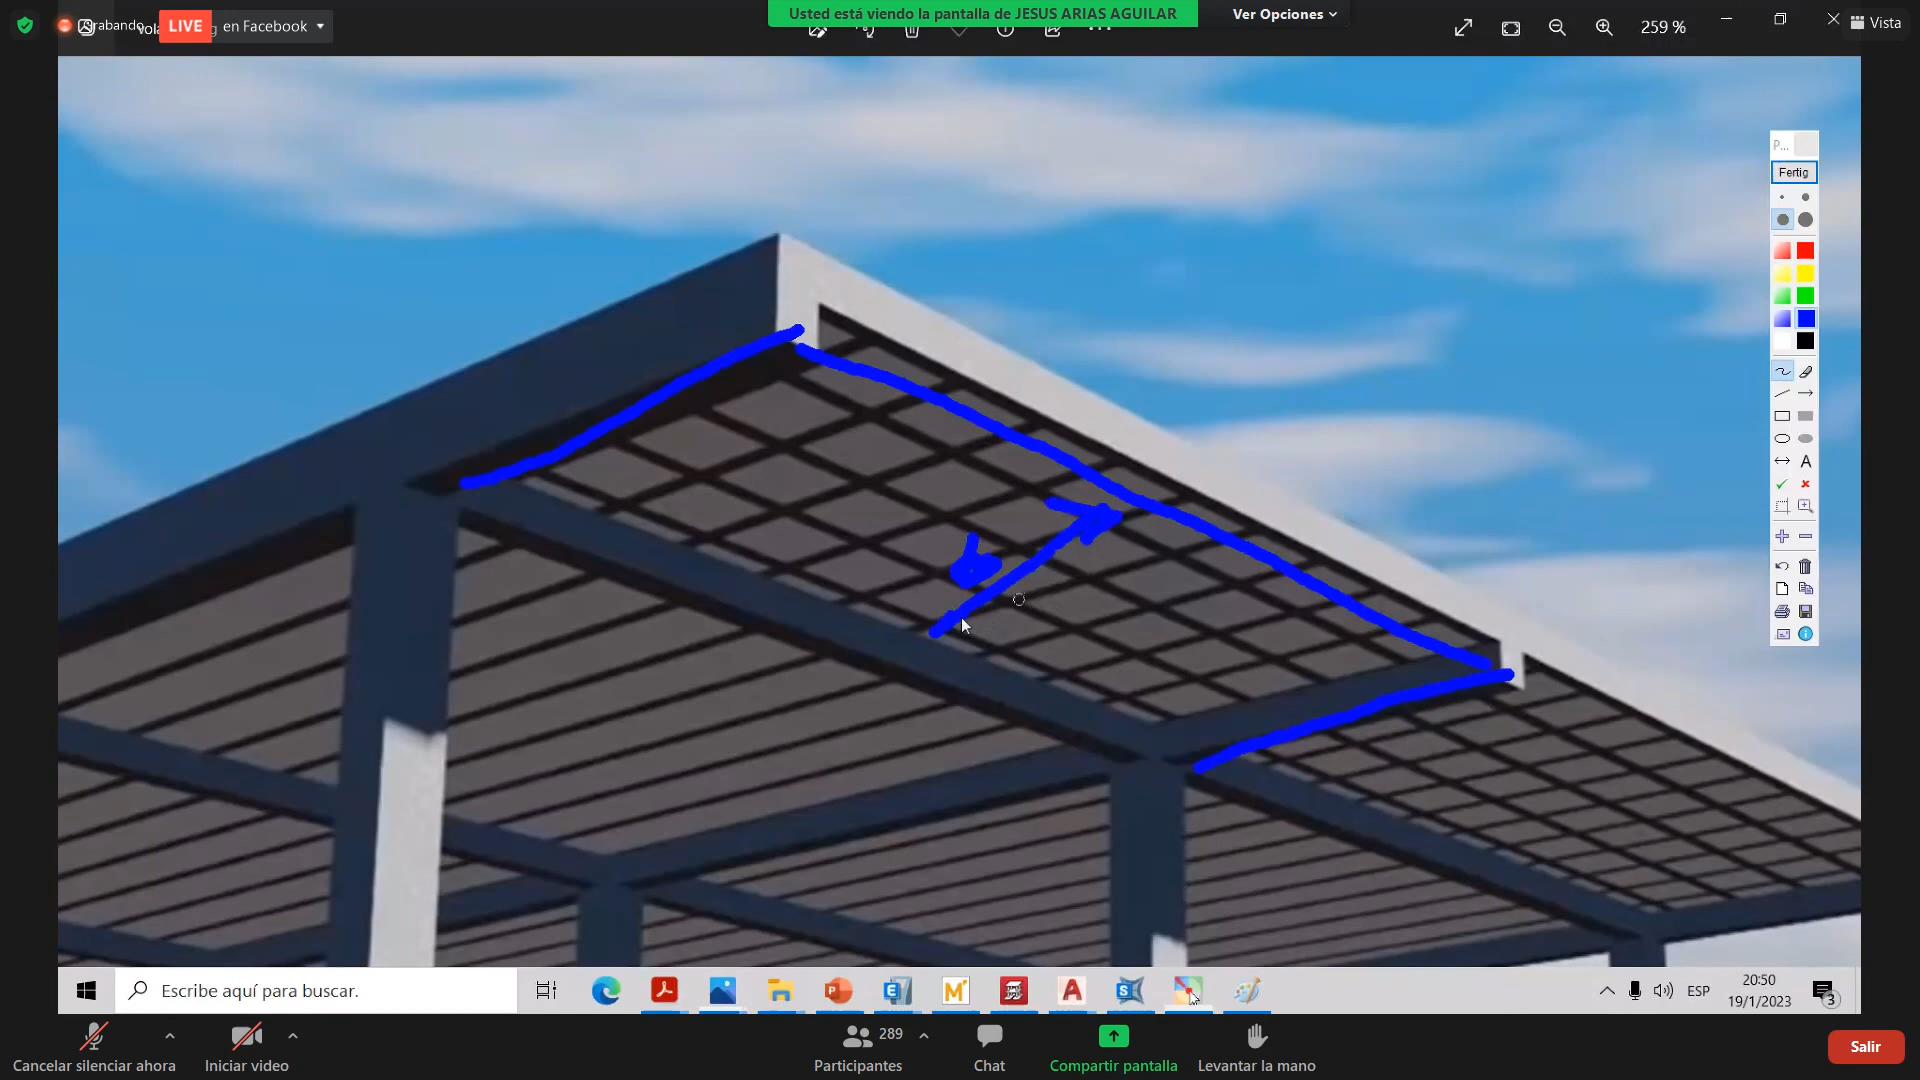 Grabando
LIVE
en Facebook
Usted está viendo la pantalla de JESUS ARIAS AGUILAR
Ver Opciones
259 %
Vista
P...
Fertig
A
Escribe aquí para buscar.
ESP
20:50
19/1/2023
3
Cancelar silenciar ahora
Iniciar video
289
Participantes
Chat
Compartir pantalla
Levantar la mano
Salir